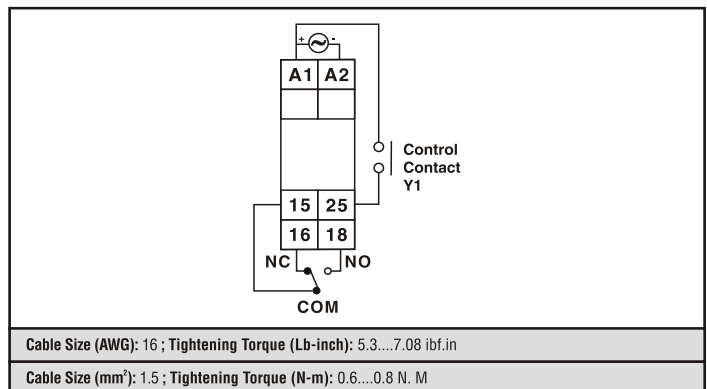 + -
A1 A2
Control
Contact
Y1
15 25
16 18
NC NO
COM
Cable Size (AWG): 16 ; Tightening Torque (Lb-inch): 5.3....7.08 ibf.in
Cable Size (mm²): 1.5 ; Tightening Torque (N-m): 0.6....0.8 N. M